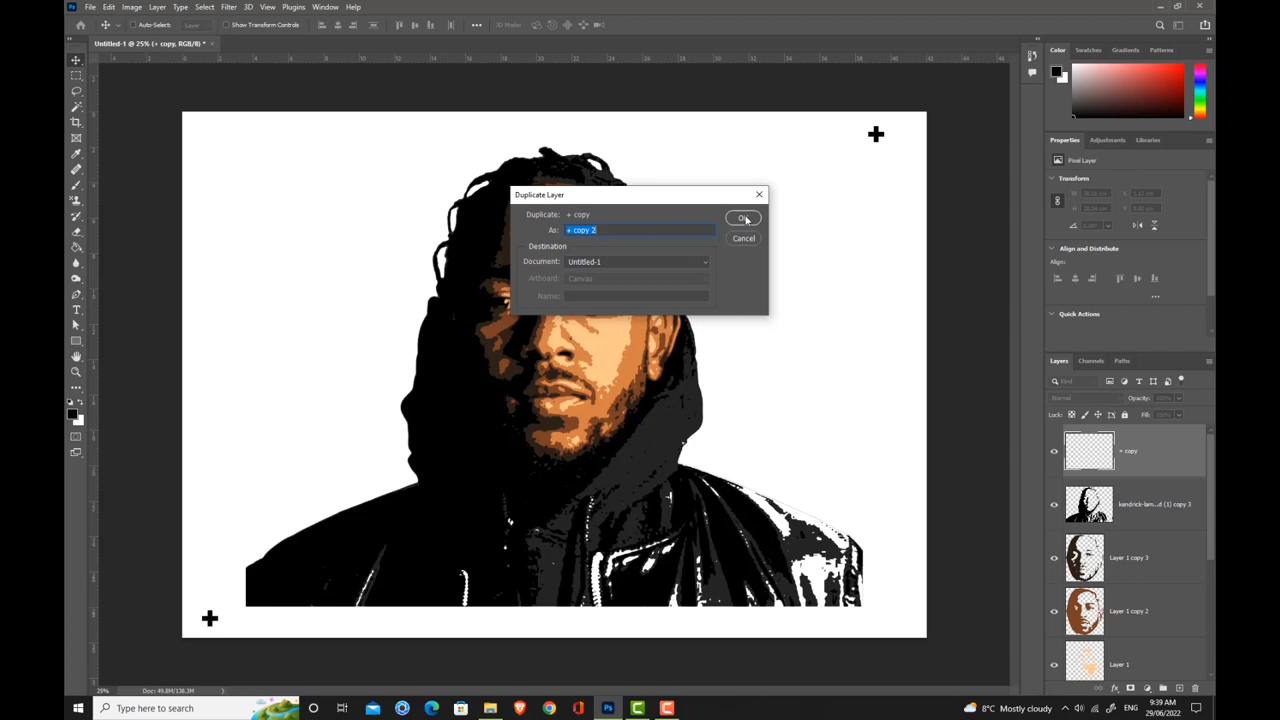 Ps File Edit Image Layer Type Select Filter 3D View Plugins Window Help
Auto-Select: Layer Show Transform Controls 3D Mode:
Untitled-1 @ 25% (+ copy, RGB/8) *
Color Swatches Gradients Patterns
Properties Adjustments Libraries
Pixel Layer
Transform
Align and Distribute
Align:
Quick Actions
Duplicate Layer
Duplicate: + copy
As: + copy 2
Destination
Document: Untitled-1
Artboard: Canvas
Name:
OK
Cancel
Layers Channels Paths
Kind
Normal Opacity: 100%
Lock: Fill: 100%
+ copy
kendrick-lam...d (1) copy 3
Layer 1 copy 3
Layer 1 copy 2
Layer 1
25% Doc: 49.8M/138.3M
Type here to search
8°C Mostly cloudy
ENG
9:39 AM
29/06/2022